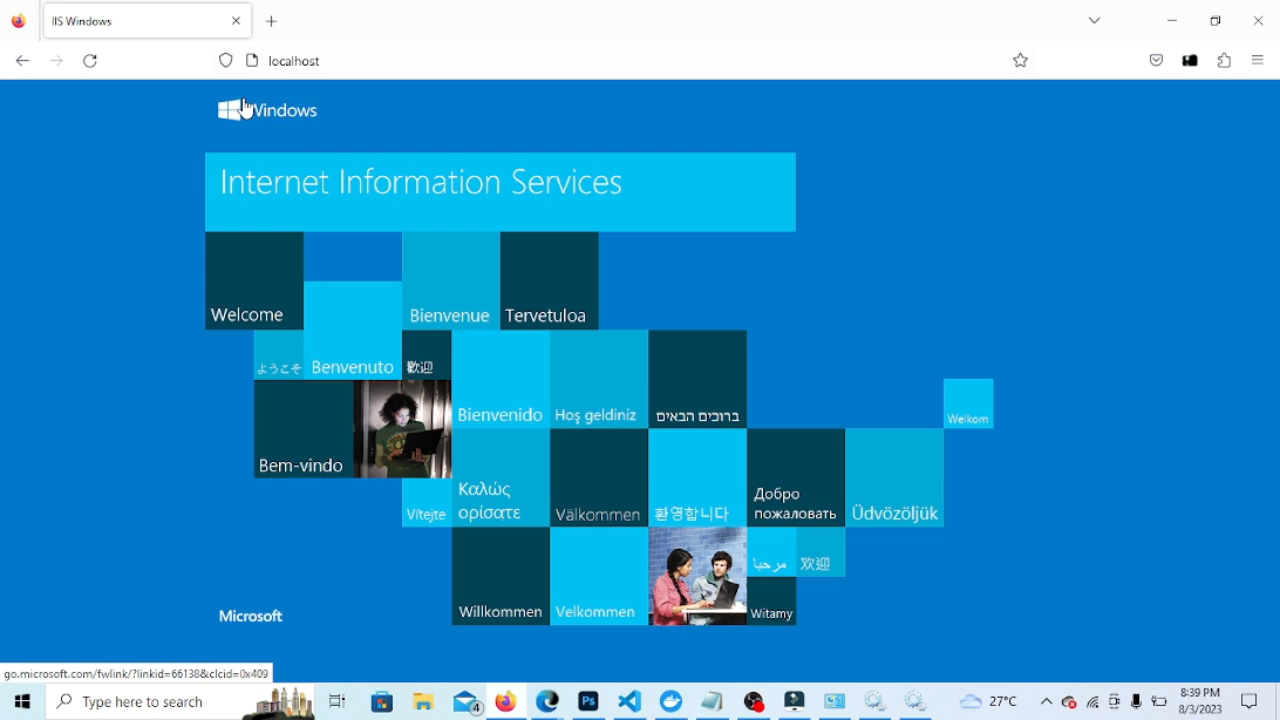 IIS Windows
localhost
Windows
Internet Information Services
Welcome
Bienvenue
Tervetuloa
ようこそ
Benvenuto
歡迎
Bienvenido
Hoş geldiniz
ברוכים הבאים
Welkom
Bem-vindo
Vítejte
Καλώς
ορίσατε
Välkommen
환영합니다
Добро
пожаловать
Üdvözöljük
Willkommen
Velkommen
مرحبا
欢迎
Witamy
Microsoft
go.microsoft.com/fwlink/?linkid=66138&clcid=0x409
Type here to search
4
Ps
27°C
8:39 PM
8/3/2023